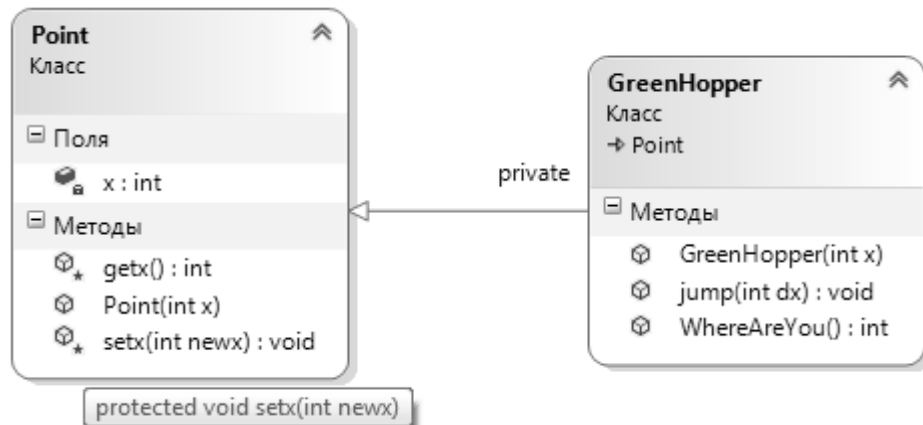 Point
Класс
Поля
x : int
Методы
getx() : int
Point(int x)
setx(int newx) : void
protected void setx(int newx)
private
GreenHopper
Класс
Point
Методы
GreenHopper(int x)
jump(int dx) : void
WhereAreYou() : int